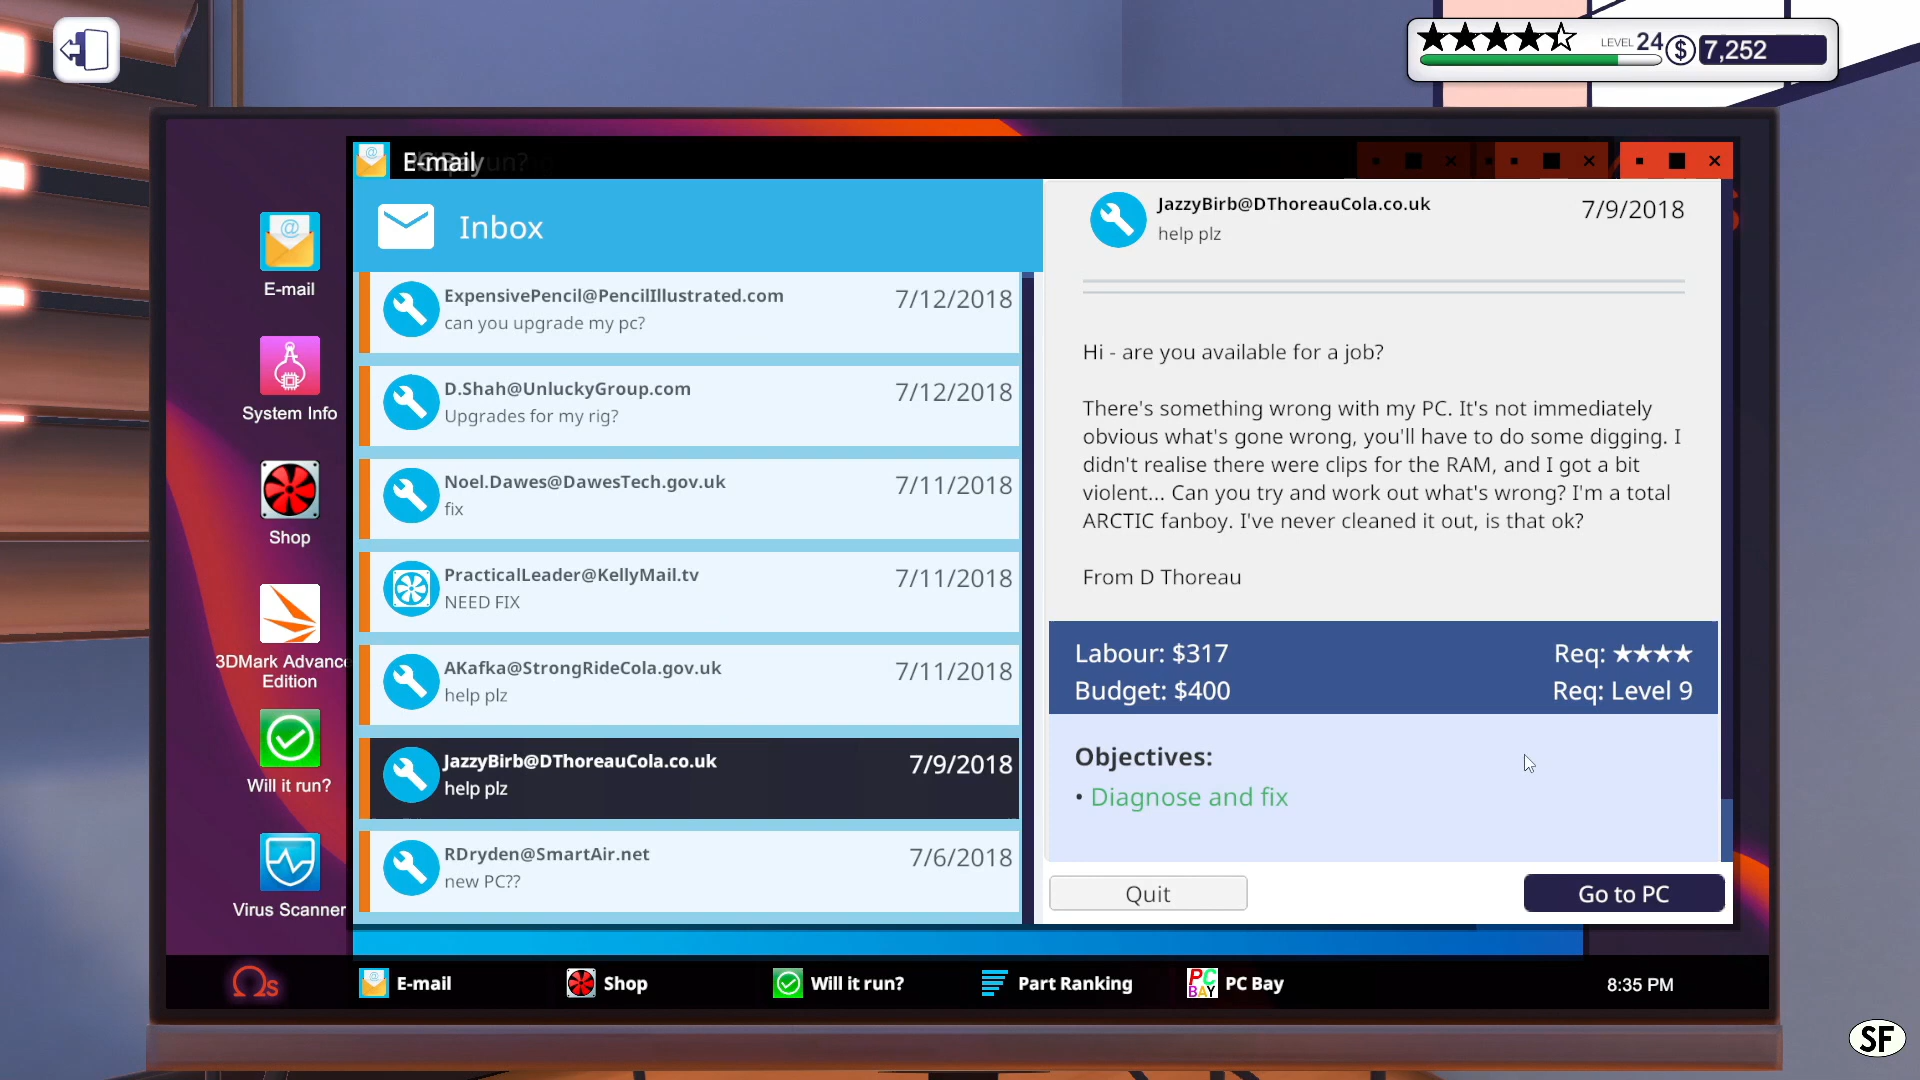 ★★★★☆ LEVEL 24 $ 7,252
E-mail
Inbox
ExpensivePencil@PencilIllustrated.com 7/12/2018
can you upgrade my pc?
D.Shah@UnluckyGroup.com 7/12/2018
Upgrades for my rig?
Noel.Dawes@DawesTech.gov.uk 7/11/2018
fix
PracticalLeader@KellyMail.tv 7/11/2018
NEED FIX
AKafka@StrongRideCola.gov.uk 7/11/2018
help plz
JazzyBirb@DThoreauCola.co.uk 7/9/2018
help plz
RDryden@SmartAir.net 7/6/2018
new PC??
E-mail
System Info
Shop
3DMark Advance
Edition
Will it run?
Virus Scanner
JazzyBirb@DThoreauCola.co.uk 7/9/2018
help plz
Hi - are you available for a job?
There's something wrong with my PC. It's not immediately
obvious what's gone wrong, you'll have to do some digging. I
didn't realise there were clips for the RAM, and I got a bit
violent... Can you try and work out what's wrong? I'm a total
ARCTIC fanboy. I've never cleaned it out, is that ok?
From D Thoreau
Labour: $317 Req: ★★★★
Budget: $400 Req: Level 9
Objectives:
• Diagnose and fix
Quit Go to PC
Ωs E-mail Shop Will it run? Part Ranking PC BAY PC Bay 8:35 PM
SF